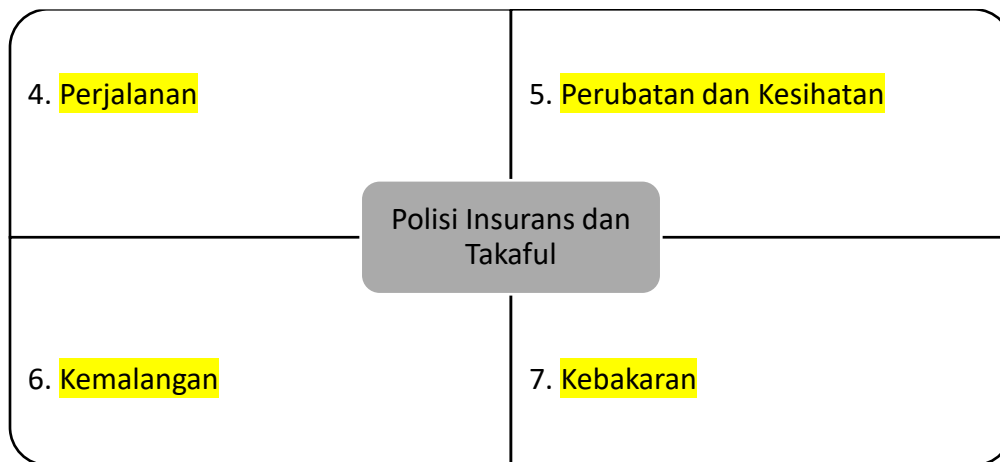 4. Perjalanan
5. Perubatan dan Kesihatan
Polisi Insurans dan
Takaful
6. Kemalangan
7. Kebakaran